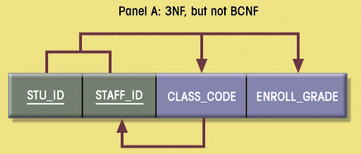 Panel A: 3NF, but not BCNF
STU_ID STAFF_ID CLASS_CODE ENROLL_GRADE